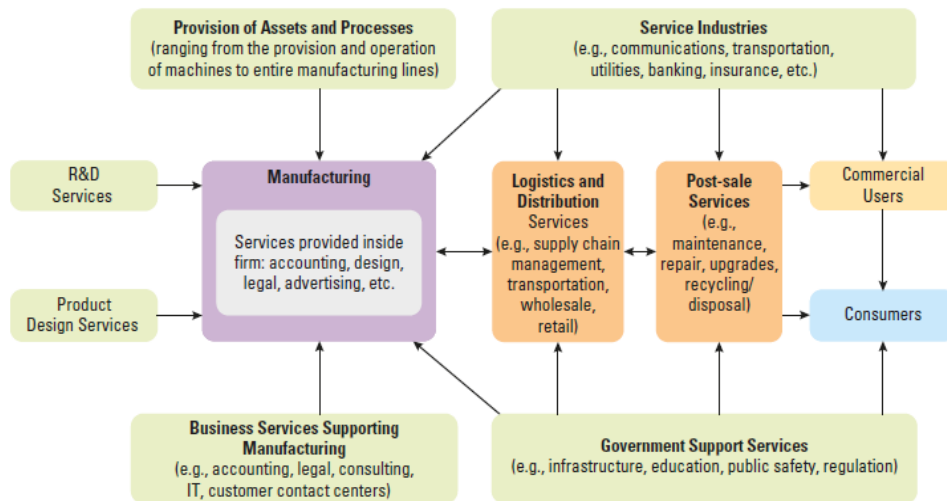 Provision of Assets and Processes
(ranging from the provision and operation
of machines to entire manufacturing lines)
Service Industries
(e.g., communications, transportation,
utilities, banking, insurance, etc.)
R&D
Services
Product
Design Services
Manufacturing
Services provided inside
firm: accounting, design,
legal, advertising, etc.
Logistics and
Distribution
Services
(e.g., supply chain
management,
transportation,
wholesale,
retail)
Post-sale
Services
(e.g.,
maintenance,
repair, upgrades,
recycling/
disposal)
Commercial
Users
Consumers
Business Services Supporting
Manufacturing
(e.g., accounting, legal, consulting,
IT, customer contact centers)
Government Support Services
(e.g., infrastructure, education, public safety, regulation)